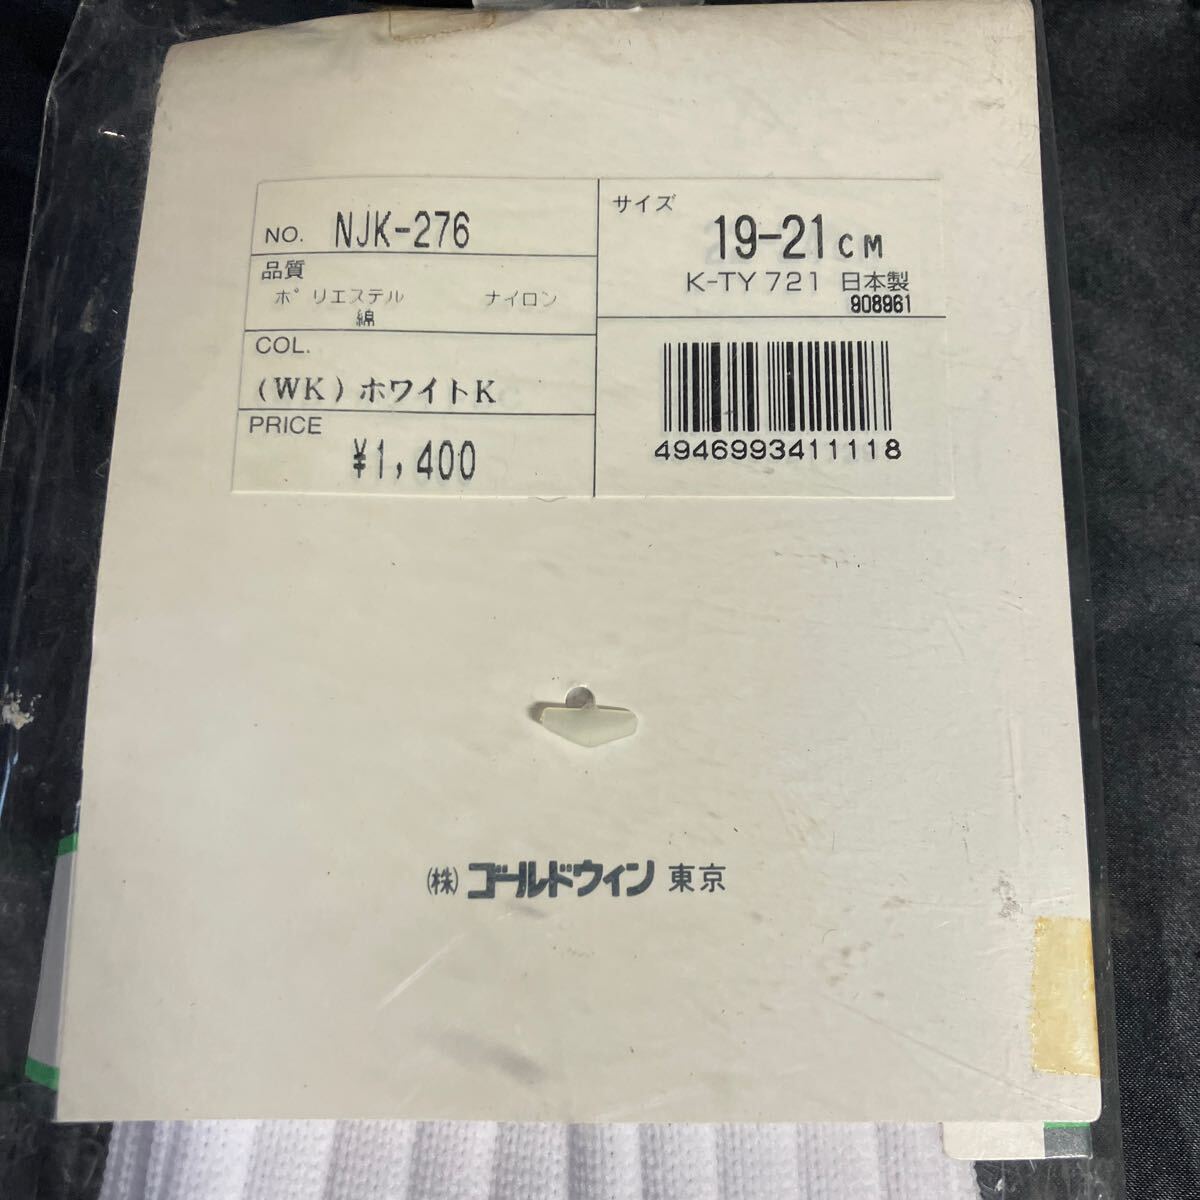 NO. NJK-276
品質
ポリエステル ナイロン
綿
COL.
(WK) ホワイトK
PRICE
¥1,400
サイズ
19-21CM
K-TY 721 日本製
908961
4946993411118
(株) ゴールドウィン 東京